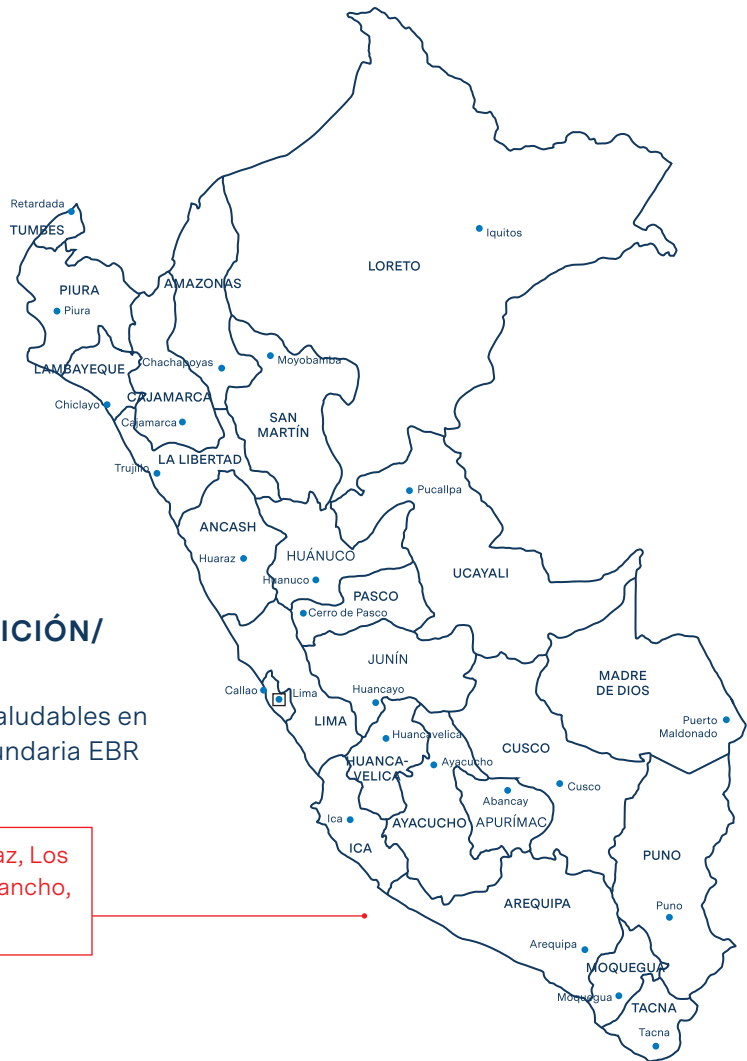 Retardada
TUMBES
Iquitos
LORETO
AMAZONAS
PIURA
Piura
Chachapoyas
Moyobamba
LAMBAYEQUE
CAJAMARCA
Chiclayo
Cajamarca
SAN
MARTÍN
LA LIBERTAD
Trujillo
Pucallpa
ANCASH
HUÁNUCO
Huaraz
UCAYALI
Huanuco
PASCO
Cerro de Pasco
ICIÓN/
JUNÍN
MADRE
DE DIOS
Callao
Lima
Huancayo
aludables en
LIMA
Puerto
Maldonado
Huancavelica
CUSCO
undaria EBR
HUANCA-
VELICA
Ayacucho
Cusco
Abancay
Ica
AYACUCHO
APURÍMAC
ICA
PUNO
az, Los
ancho,
AREQUIPA
Puno
Arequipa
MOQUEGUA
Moquegua
TACNA
Tacna